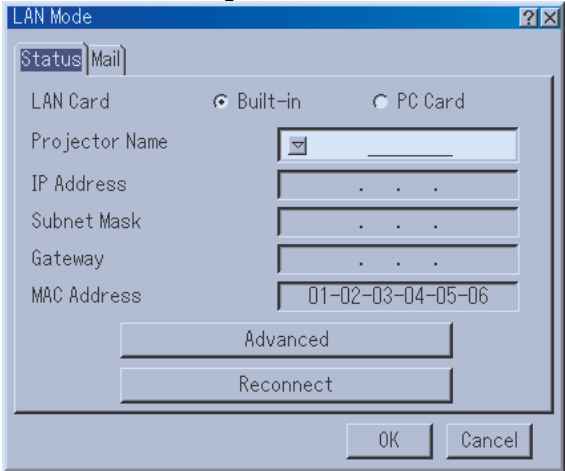 LAN Mode ? ×
Status Mail
LAN Card Built-in PC Card
Projector Name
IP Address . . .
Subnet Mask . . .
Gateway . . .
MAC Address 01-02-03-04-05-06
Advanced
Reconnect
OK Cancel